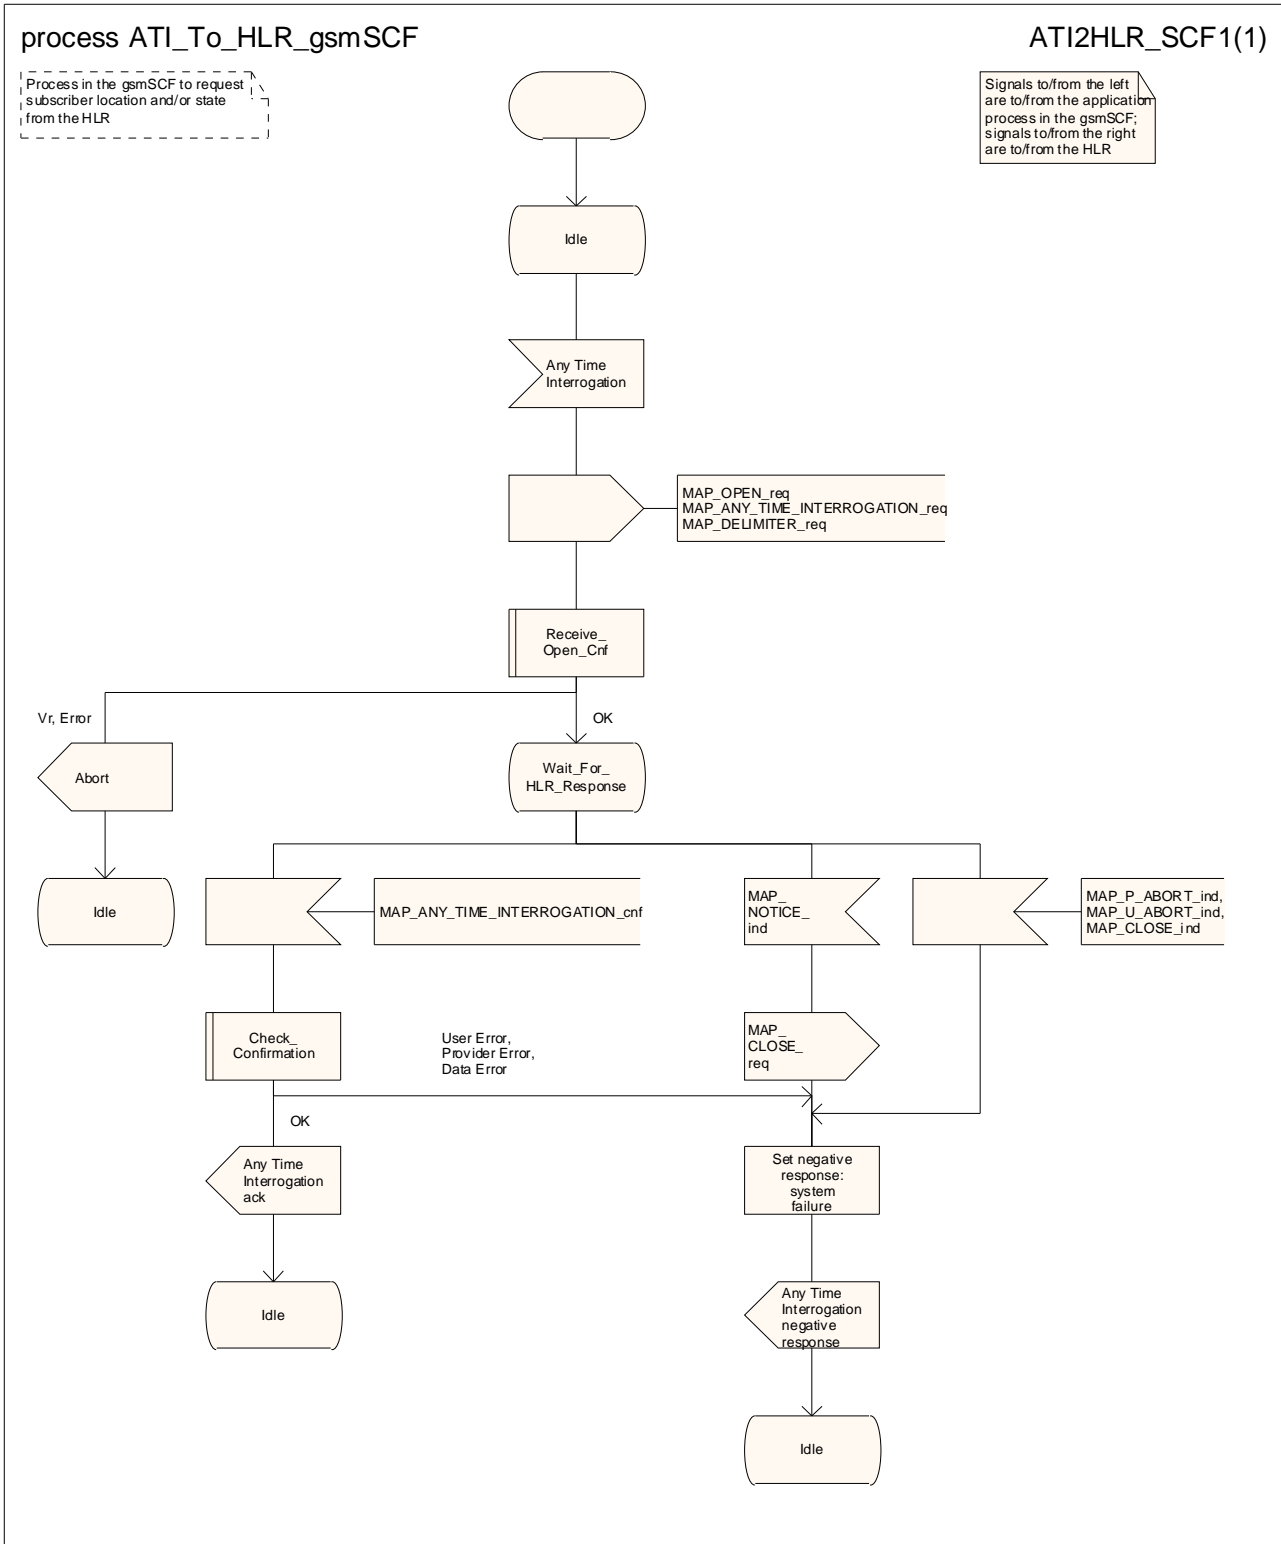 process ATI_To_HLR_gsmSCF
ATI2HLR_SCF1(1)
Process in the gsmSCF to request
subscriber location and/or state
from the HLR
Signals to/from the left
are to/from the application
process in the gsmSCF;
signals to/from the right
are to/from the HLR
Idle
Any Time
Interrogation
MAP_OPEN_req
MAP_ANY_TIME_INTERROGATION_req
MAP_DELIMITER_req
Receive_
Open_Cnf
Vr, Error
OK
Abort
Wait_For_
HLR_Response
Idle
MAP_ANY_TIME_INTERROGATION_cnf
MAP_
NOTICE_
ind
MAP_P_ABORT_ind,
MAP_U_ABORT_ind,
MAP_CLOSE_ind
Check_
Confirmation
User Error,
Provider Error,
Data Error
MAP_
CLOSE_
req
OK
Any Time
Interrogation
ack
Set negative
response:
system
failure
Idle
Any Time
Interrogation
negative
response
Idle